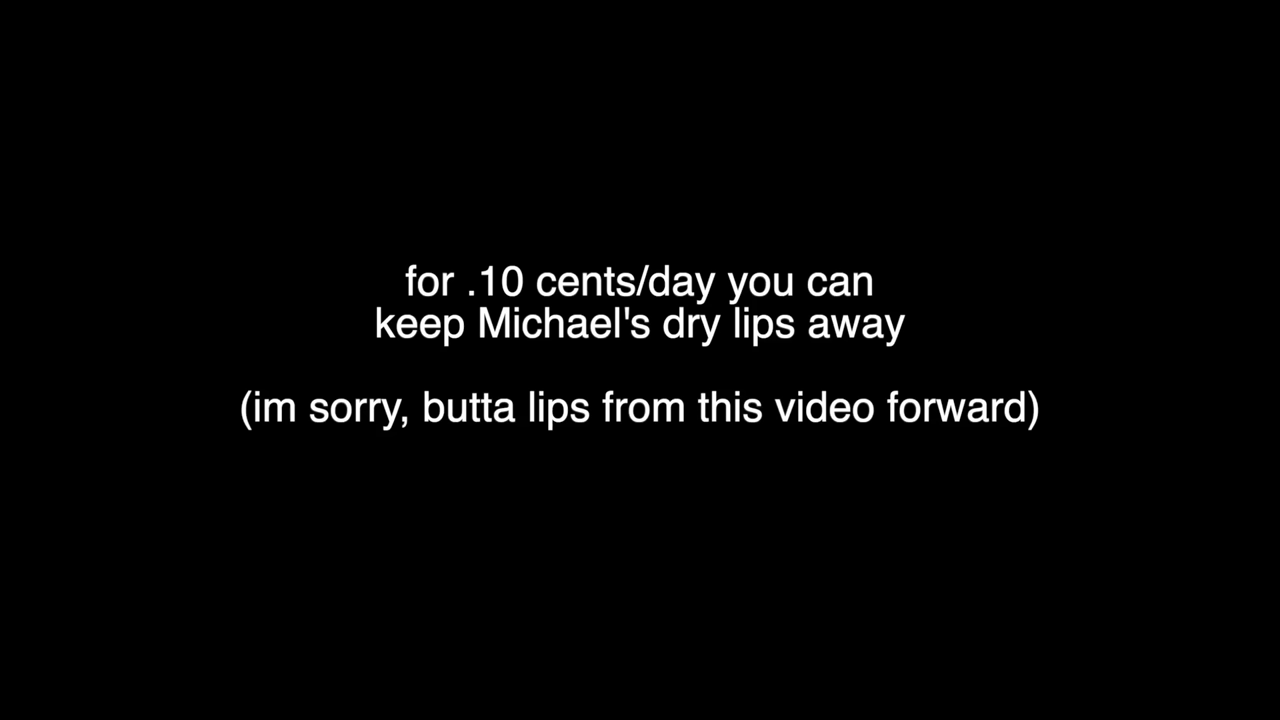 for .10 cents/day you can
keep Michael's dry lips away
(im sorry, butta lips from this video forward)